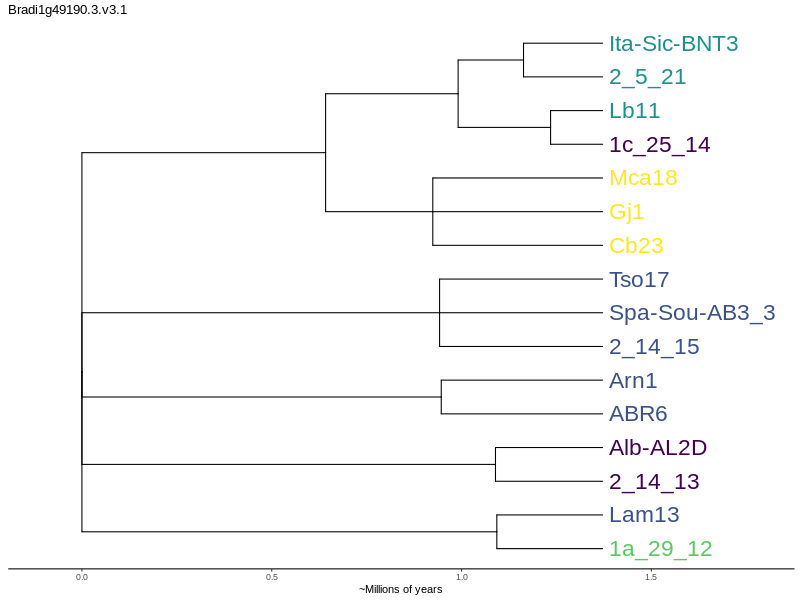 Bradi1g49190.3.v3.1
Ita-Sic-BNT3
2_5_21
Lb11
1c_25_14
Mca18
Gj1
Cb23
Tso17
Spa-Sou-AB3_3
2_14_15
Arn1
ABR6
Alb-AL2D
2_14_13
Lam13
1a_29_12
0.0 0.5 1.0 1.5
~Millions of years